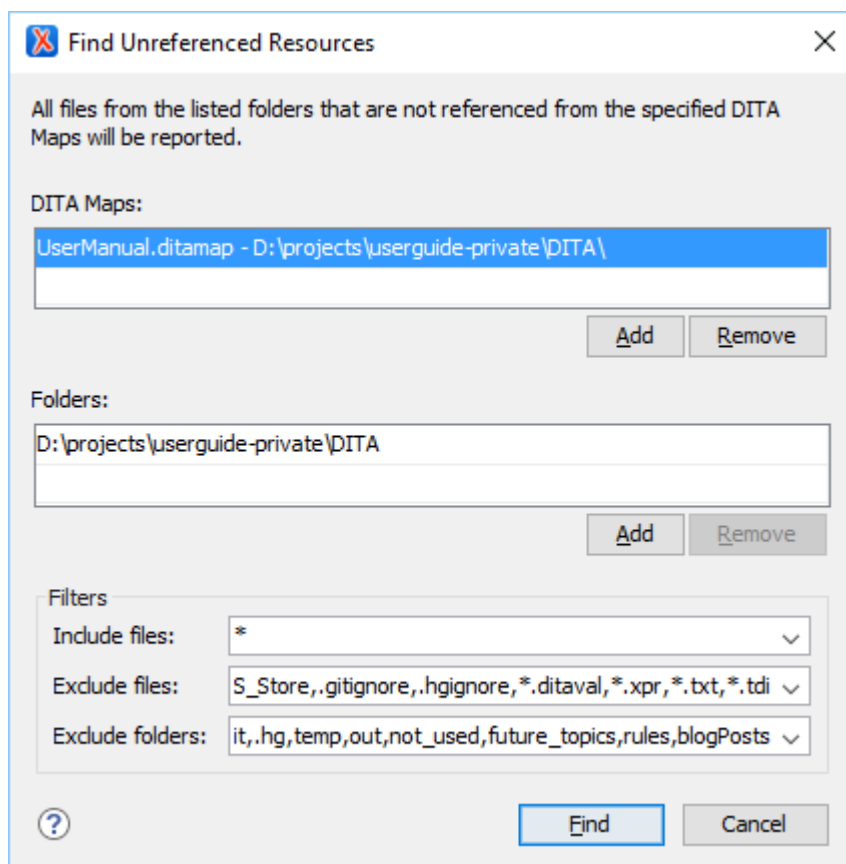 Find Unreferenced Resources
All files from the listed folders that are not referenced from the specified DITA
Maps will be reported.
DITA Maps:
UserManual.ditamap - D:\projects\userguide-private\DITA\
Add Remove
Folders:
D:\projects\userguide-private\DITA
Add Remove
Filters
Include files: *
Exclude files: S_Store,.gitignore,.hgignore,*.ditaval,*.xpr,*.txt,*.tdi
Exclude folders: it,.hg,temp,out,not_used,future_topics,rules,blogPosts
? Find Cancel